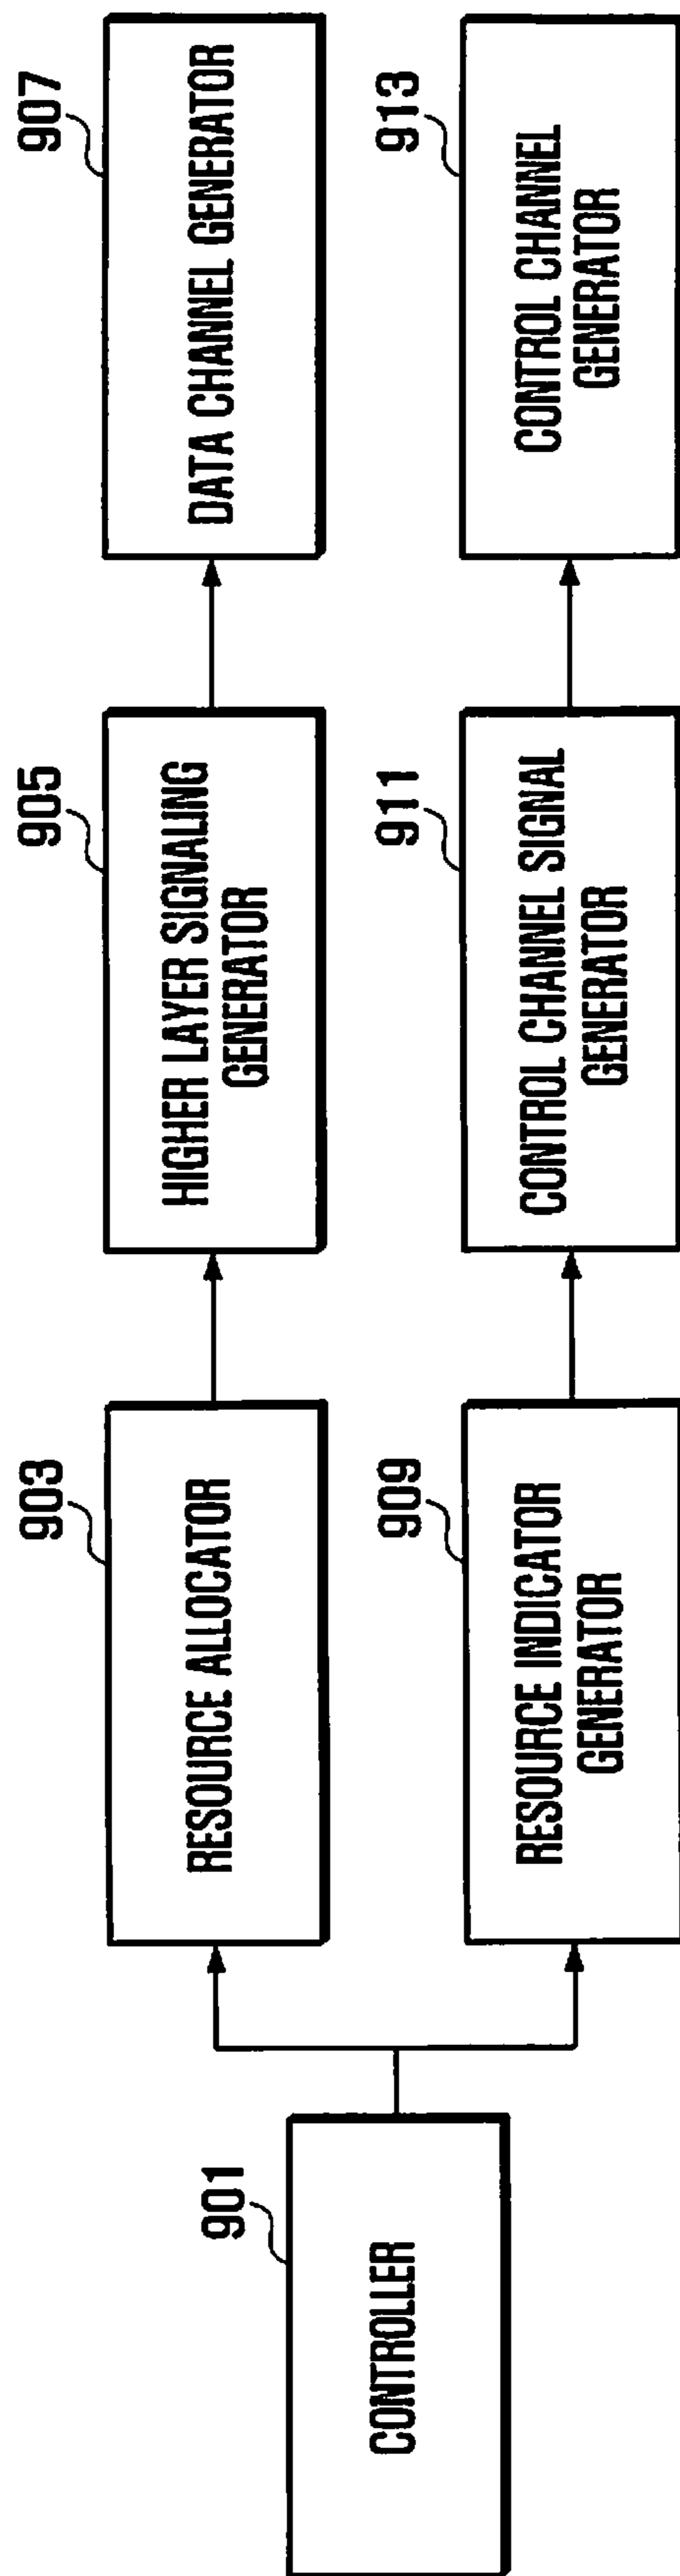 901
CONTROLLER
903
RESOURCE ALLOCATOR
905
HIGHER LAYER SIGNALING
GENERATOR
907
DATA CHANNEL GENERATOR
909
RESOURCE INDICATOR
GENERATOR
911
CONTROL CHANNEL SIGNAL
GENERATOR
913
CONTROL CHANNEL
GENERATOR